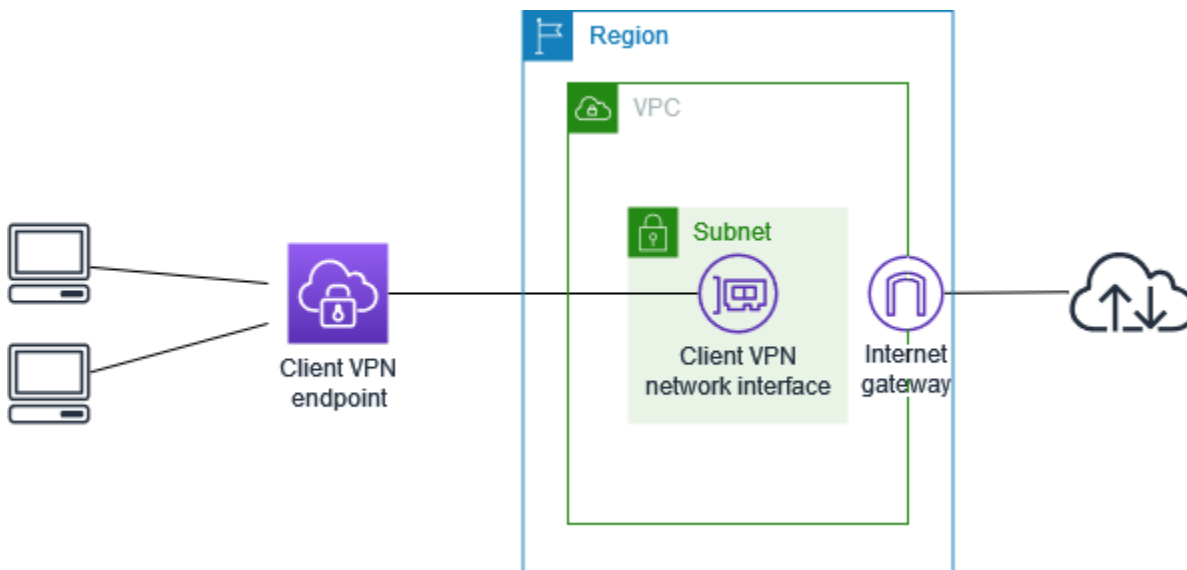 Region
VPC
Subnet
Client VPN
endpoint
Client VPN
network interface
Internet
gateway